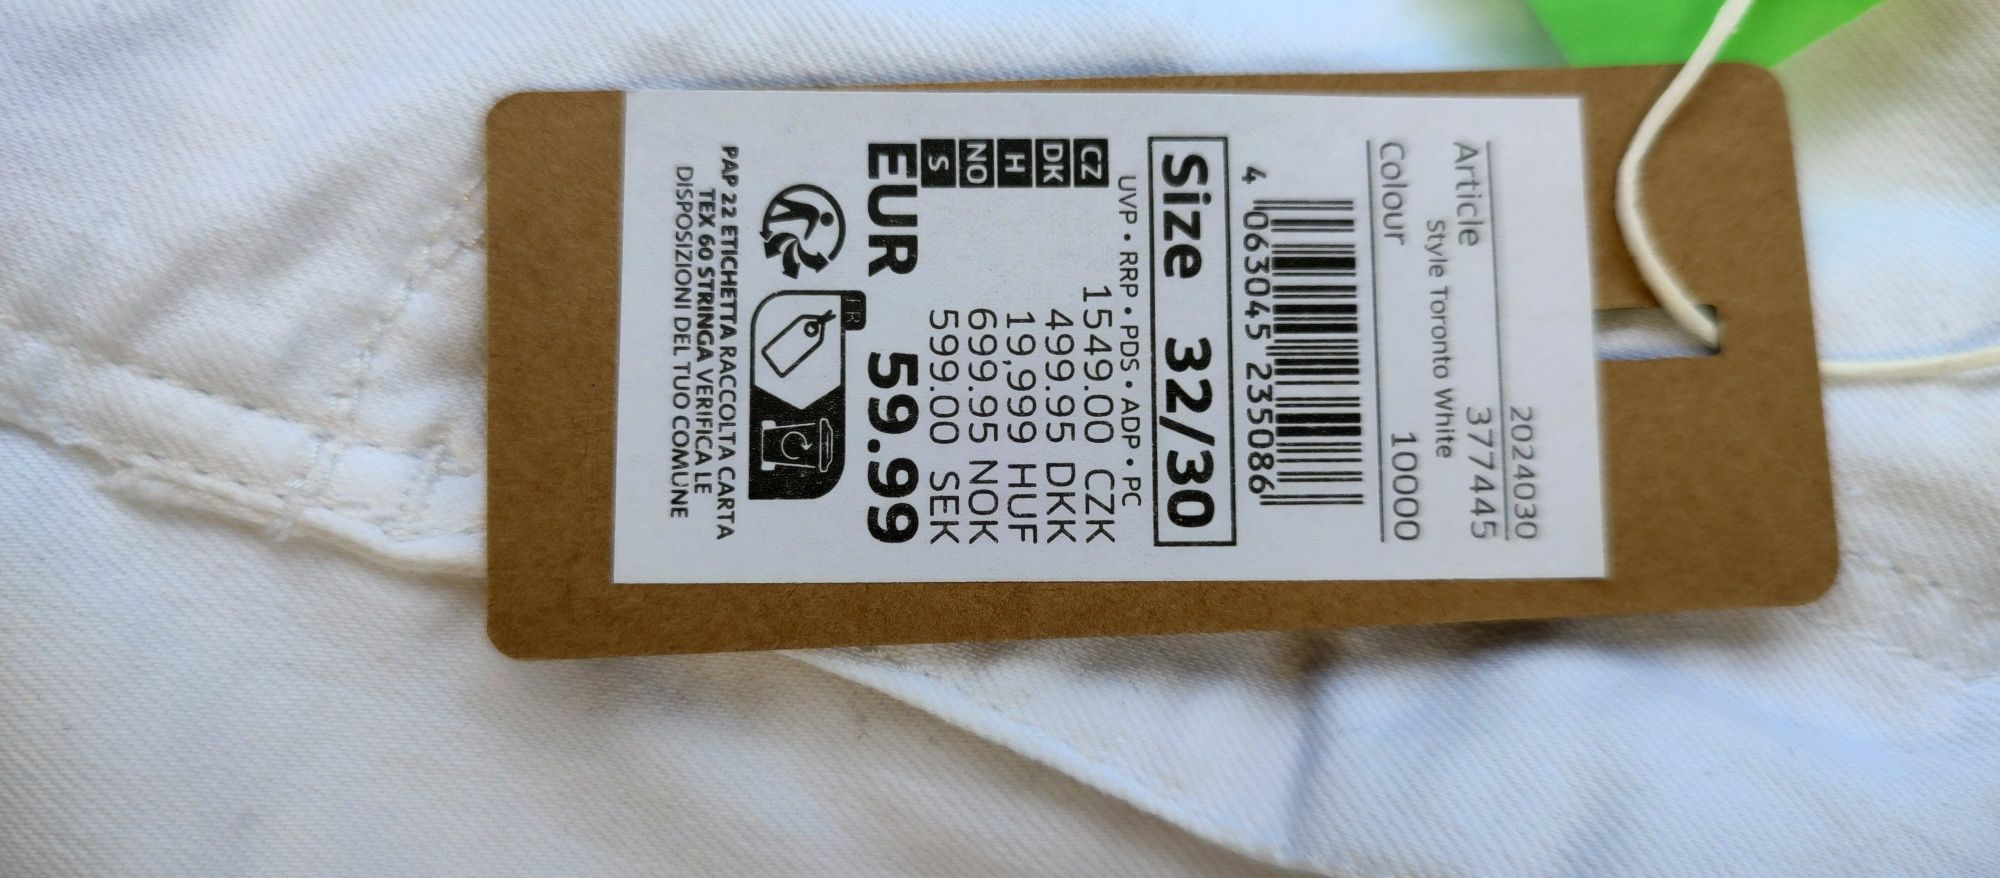 2024030
Article 377445
Style Toronto White
Colour 10000
4 063045 235086
Size 32/30
UVP • RRP • PDS • ADP • PC
CZ 1549.00 CZK
DK 499.95 DKK
H 19,999 HUF
NO 699.95 NOK
S 599.00 SEK
EUR 59.99
FR
PAP 22 ETICHETTA RACCOLTA CARTA
TEX 60 STRINGA VERIFICA LE
DISPOSIZIONI DEL TUO COMUNE